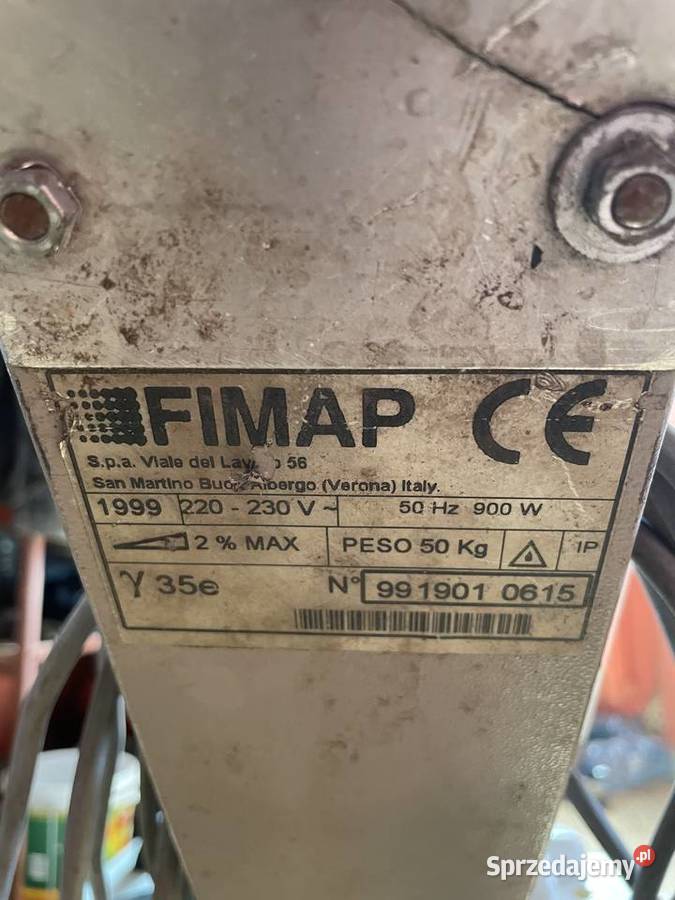 FIMAP CE
S.p.a. Viale del 56
San Martino Albergo (Verona) Italy.
1999 220 - 230 V ~ 50 Hz 900 W
2 % MAX PESO 50 Kg IP
γ 35e N° 991901 0615
Sprzedajemy.pl